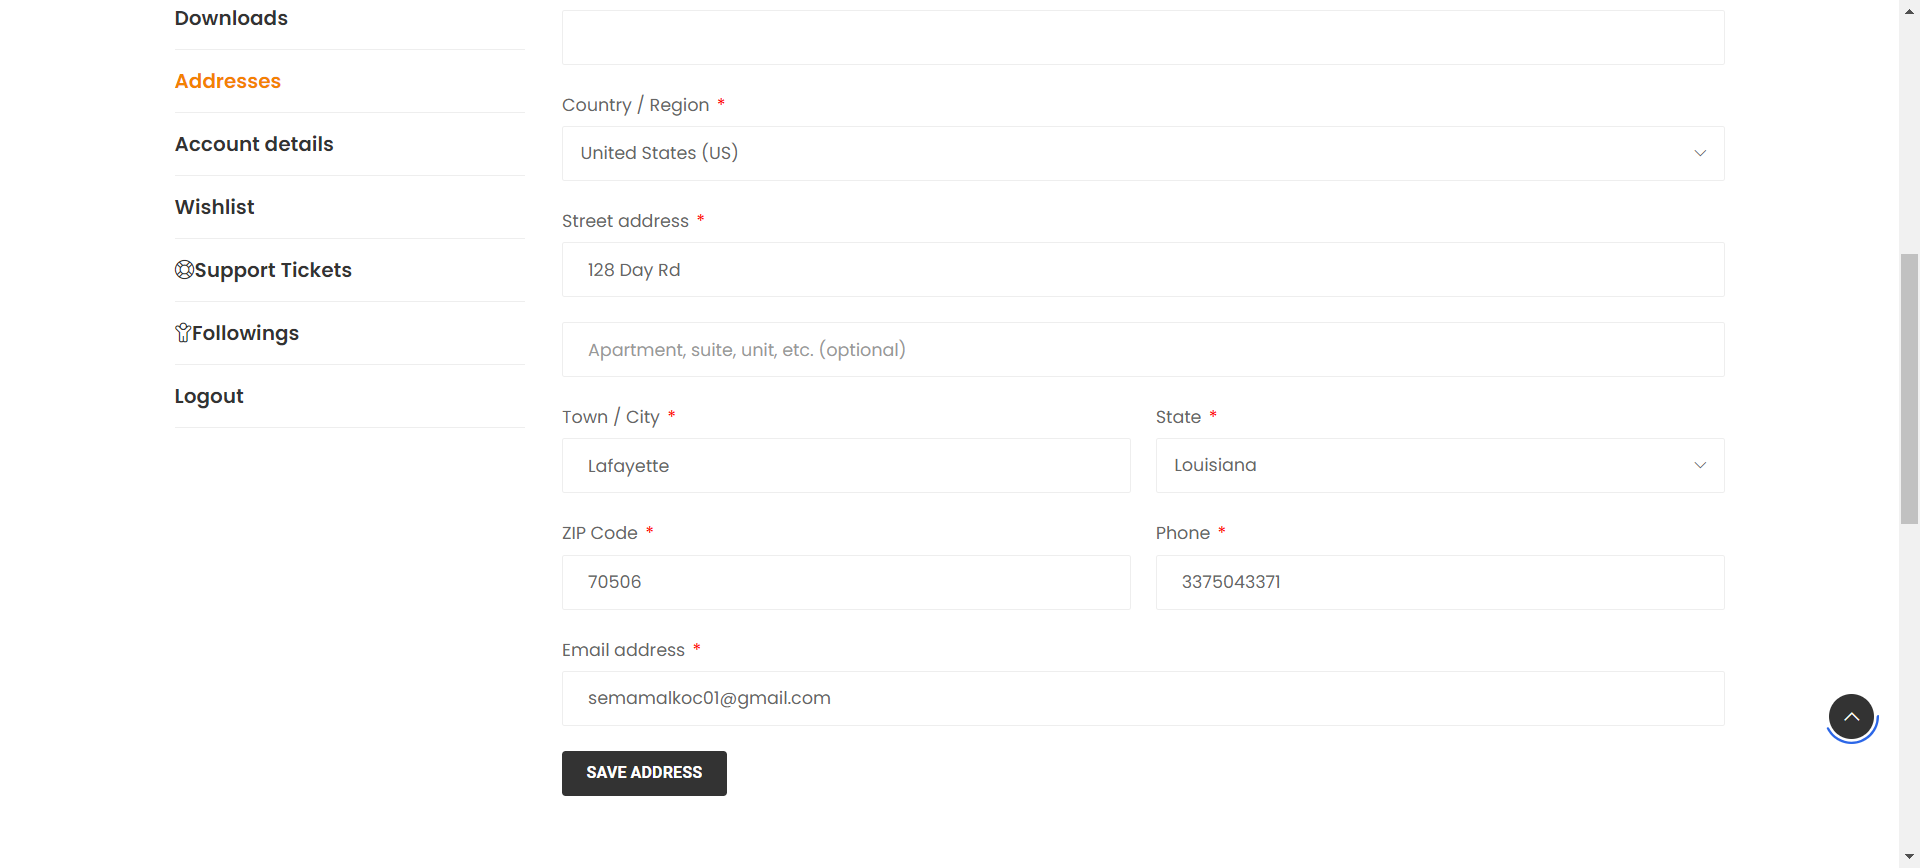 Downloads
Addresses
Account details
Wishlist
Support Tickets
Followings
Logout
Country / Region *
United States (US)
Street address *
128 Day Rd
Apartment, suite, unit, etc. (optional)
Town / City *
Lafayette
State *
Louisiana
ZIP Code *
70506
Phone *
3375043371
Email address *
semamalkoc01@gmail.com
SAVE ADDRESS